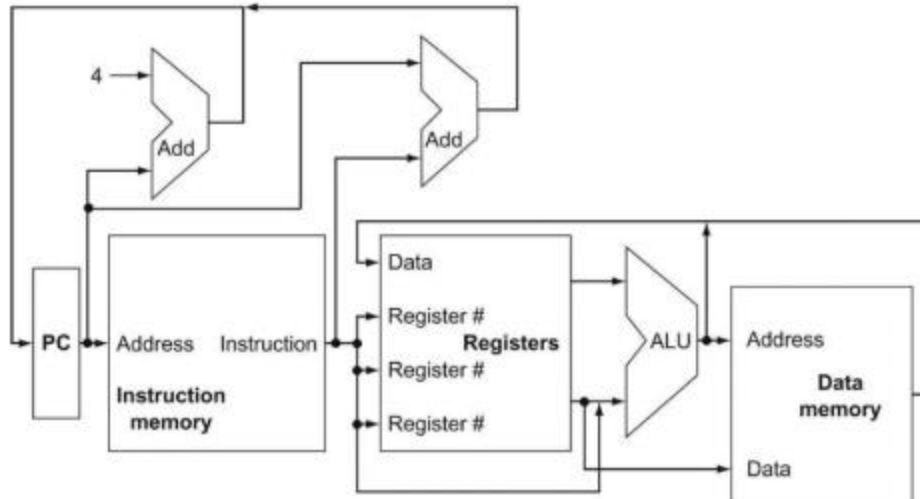 4
Add
Add
Data
Register #
PC
Address
Instruction
Registers
ALU
Address
Instruction
memory
Register #
Data
memory
Register #
Data